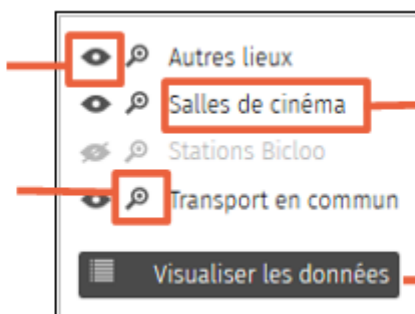 Autres lieux
Salles de cinéma
Stations Bicloo
Transport en commun
Visualiser les données